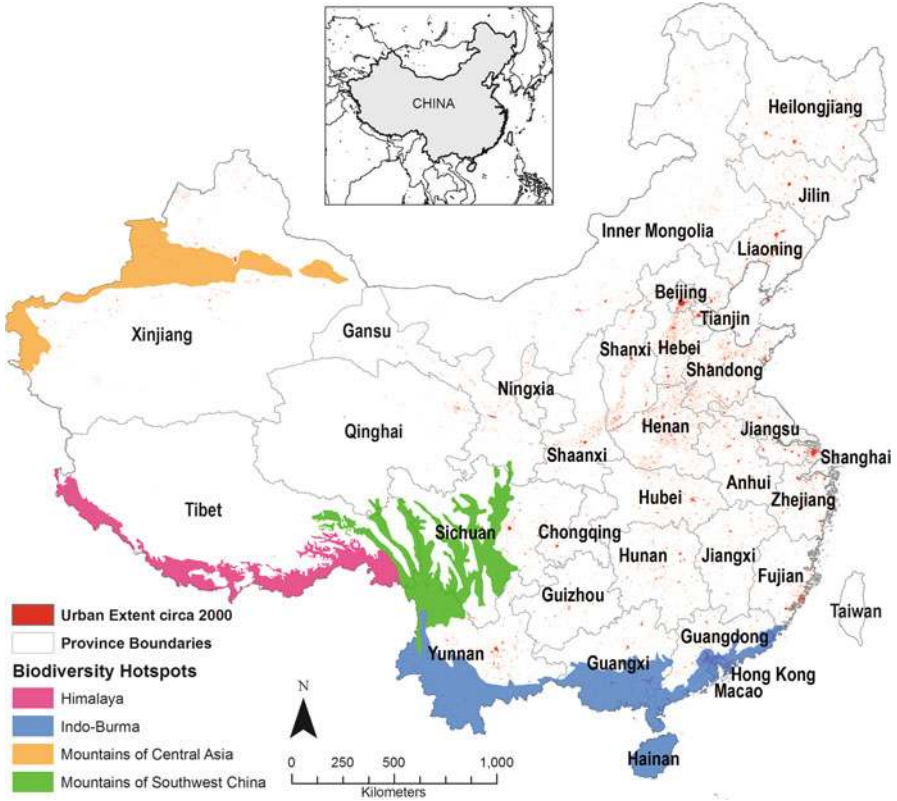 CHINA
Heilongjiang
Jilin
Inner Mongolia
Liaoning
Beijing
Tianjin
Xinjiang
Gansu
Shanxi
Hebei
Shandong
Ningxia
Qinghai
Henan
Jiangsu
Shaanxi
Shanghai
Anhui
Tibet
Hubei
Zhejiang
Sichuan
Chongqing
Hunan
Jiangxi
Fujian
Guizhou
Taiwan
Guangdong
Yunnan
Guangxi
Hong Kong
Macao
Hainan
Urban Extent circa 2000
Province Boundaries
Biodiversity Hotspots
Himalaya
Indo-Burma
Mountains of Central Asia
Mountains of Southwest China
N
0 250 500 1,000
Kilometers